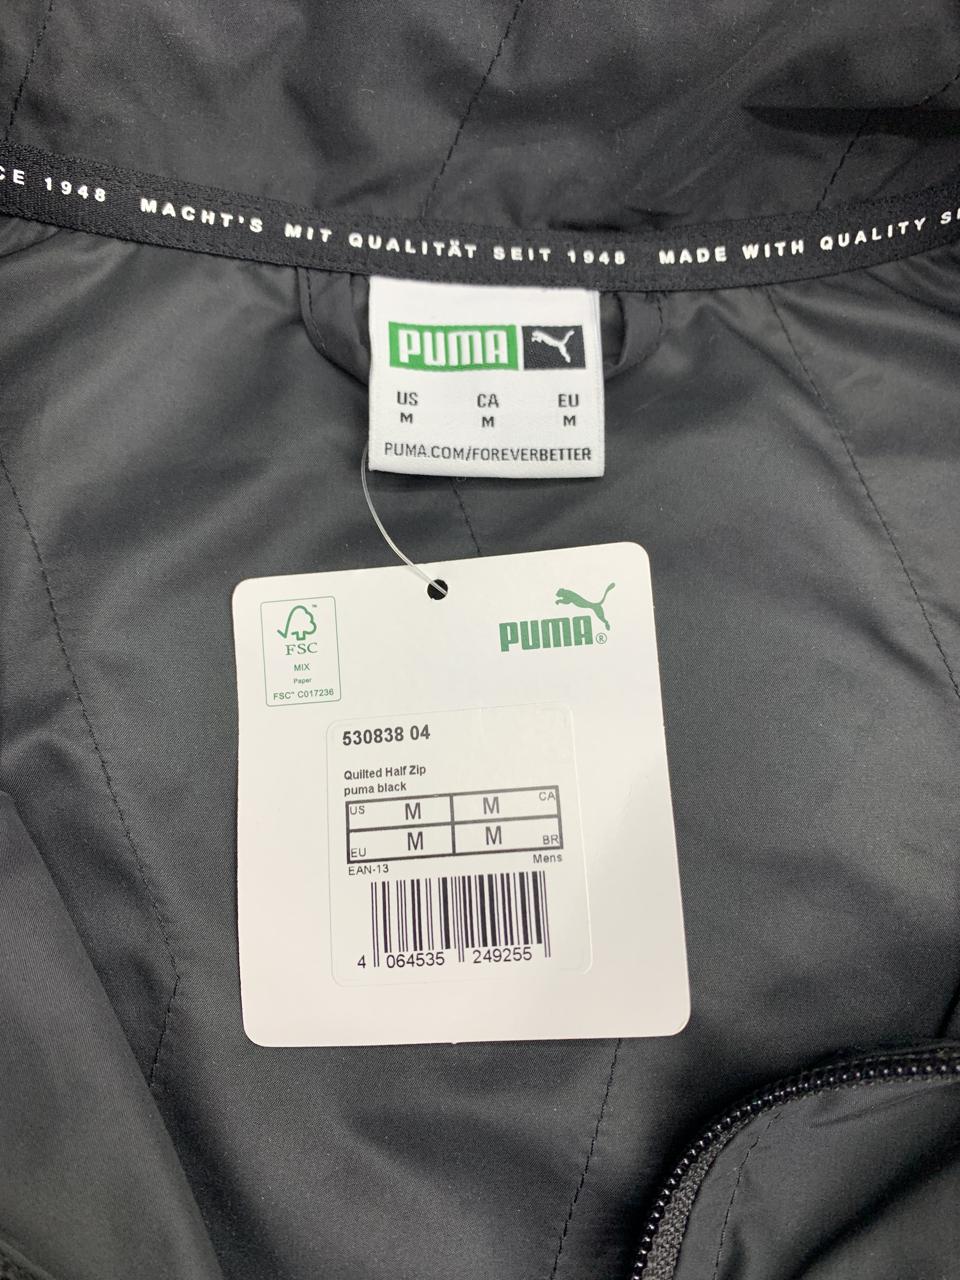 CE 1948 MACHT'S MIT QUALITÄT SEIT 1948 MADE WITH QUALITY
PUMA
US CA EU
M M M
PUMA.COM/FOREVERBETTER
FSC
MIX
Paper
FSC™ C017236
PUMA®
530838 04
Quilted Half Zip
puma black
US M M CA
EU M M BR
EAN-13 Mens
4 064535 249255